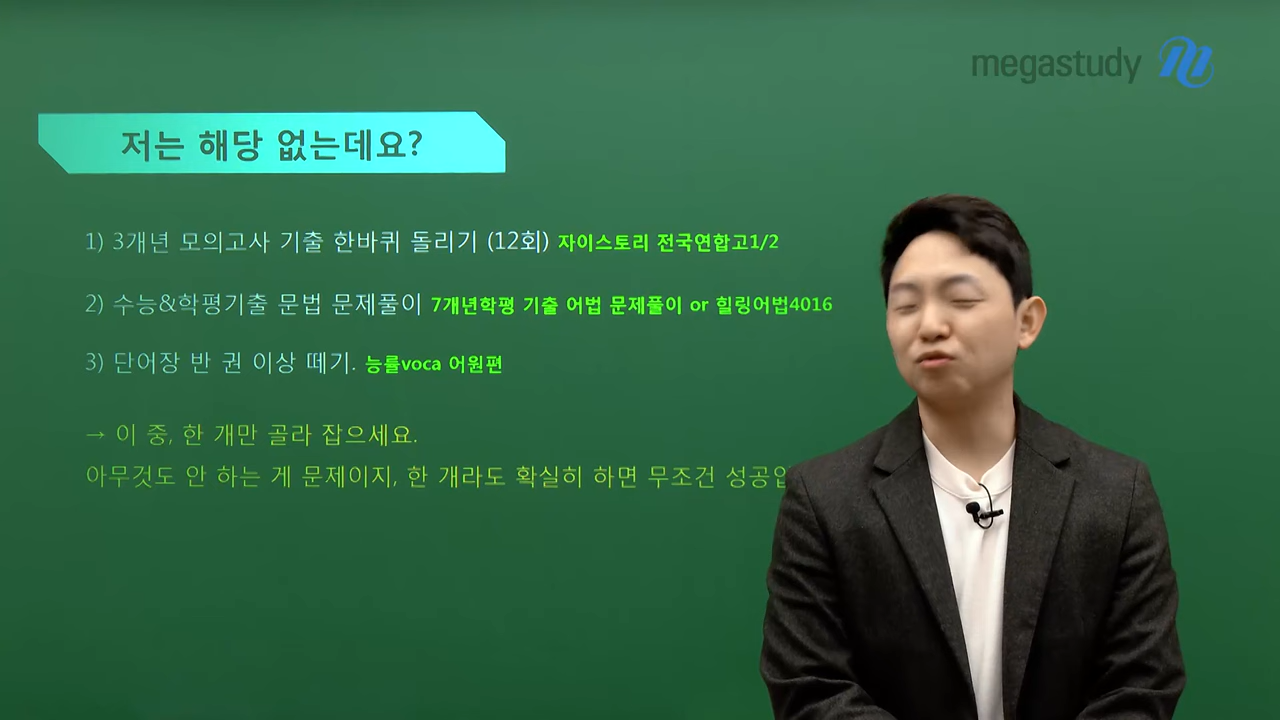 megastudy
저는 해당 없는데요?
1) 3개년 모의고사 기출 한바퀴 돌리기 (12회) 자이스토리 전국연합고1/2
2) 수능&학평기출 문법 문제풀이 7개년학평 기출 어법 문제풀이 or 힐링어법4016
3) 단어장 반 권 이상 떼기. 능률voca 어원편
→ 이 중, 한 개만 골라 잡으세요.
아무것도 안 하는 게 문제이지, 한 개라도 확실히 하면 무조건 성공